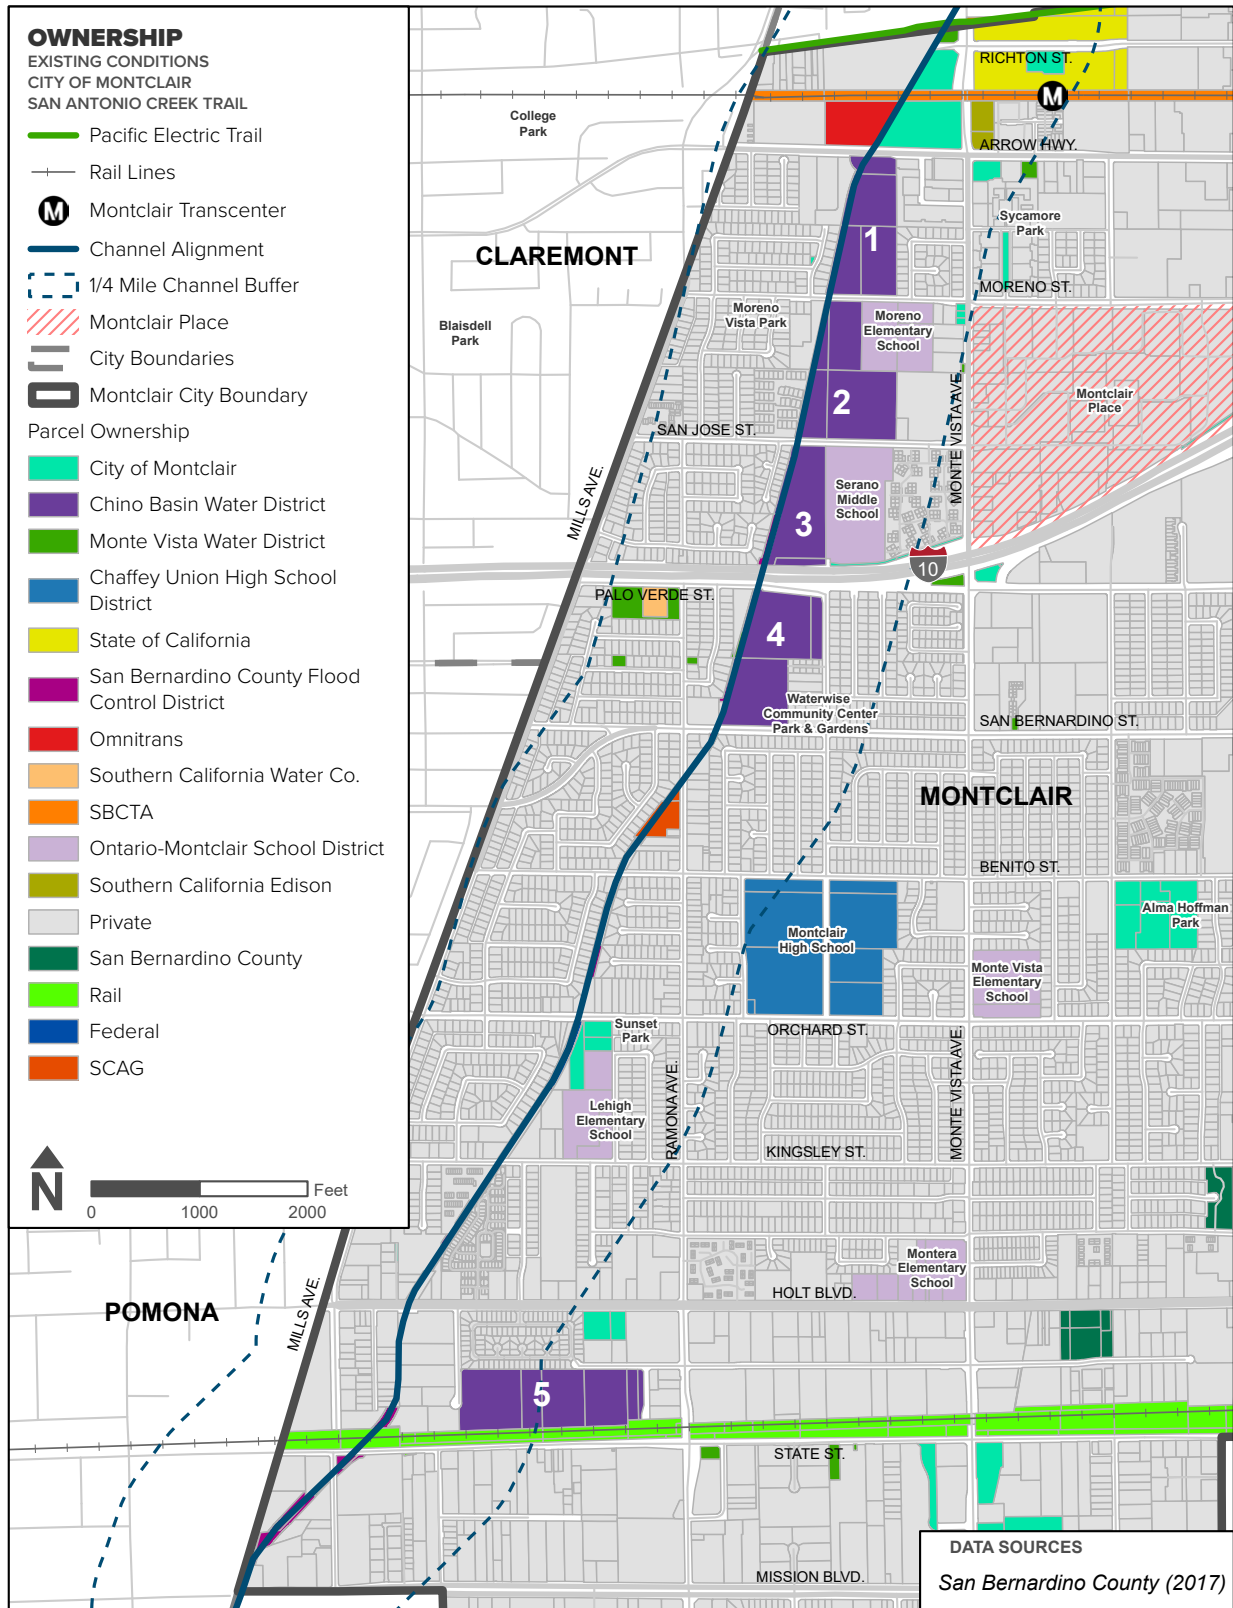 OWNERSHIP
EXISTING CONDITIONS
CITY OF MONTCLAIR
SAN ANTONIO CREEK TRAIL
Pacific Electric Trail
Rail Lines
M
Montclair Transcenter
Channel Alignment
1/4 Mile Channel Buffer
Montclair Place
City Boundaries
Montclair City Boundary
Parcel Ownership
City of Montclair
Chino Basin Water District
Monte Vista Water District
Chaffey Union High School
District
State of California
San Bernardino County Flood
Control District
Omnitrans
Southern California Water Co.
SBCTA
Ontario-Montclair School District
Southern California Edison
Private
San Bernardino County
Rail
Federal
SCAG
N
Feet
0
1000
2000
RICHTON ST.
M
College
Park
ARROW HWY.
Sycamore
Park
CLAREMONT
1
MORENO ST.
Moreno
Vista Park
Moreno
Elementary
School
Blaisdell
Park
Montclair
Place
2
MONTE VISTA AVE.
SAN JOSE ST.
MILLS AVE.
Serano
Middle
School
3
10
PALO VERDE ST.
4
Waterwise
Community Center
Park & Gardens
SAN BERNARDINO ST.
MONTCLAIR
BENITO ST.
Montclair
High School
Alma Hoffman
Park
Monte Vista
Elementary
School
Sunset
Park
ORCHARD ST.
RAMONA AVE.
MONTE VISTA AVE.
Lehigh
Elementary
School
KINGSLEY ST.
Montera
Elementary
School
HOLT BLVD.
POMONA
MILLS AVE.
5
STATE ST.
MISSION BLVD.
DATA SOURCES
San Bernardino County (2017)